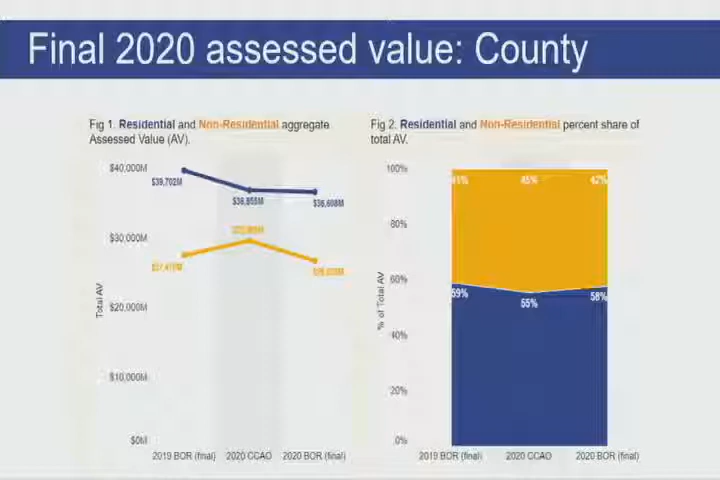 Final 2020 assessed value: County
Fig 1. Residential and Non-Residential aggregate
Assessed Value (AV).
$40,000M
$30,000M
$20,000M
$10,000M
$0M
Total AV
$39,702M
$36,855M
$36,608M
2019 BOR (final)
2020 CCAO
2020 BOR (final)
Fig 2. Residential and Non-Residential percent share of
total AV.
100%
80%
60%
40%
20%
0%
% of Total AV
41%
45%
42%
59%
55%
58%
2019 BOR (final)
2020 CCAO
2020 BOR (final)